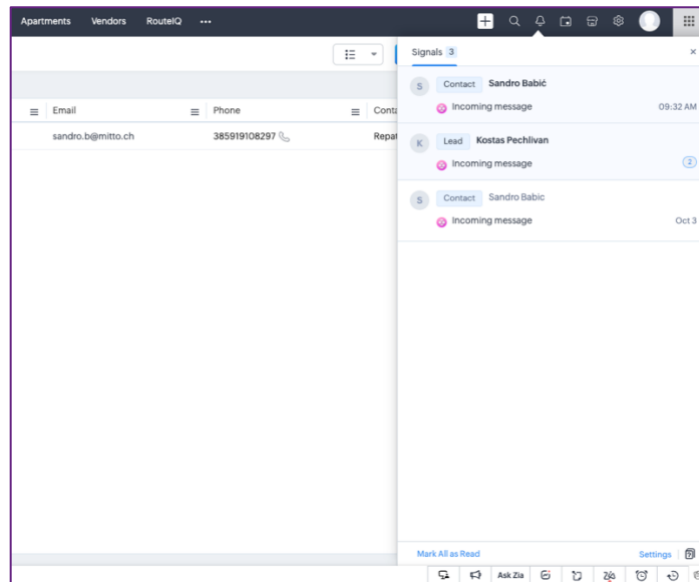 Apartments Vendors RouteIQ
Signals 3
S Contact Sandro Babić
Incoming message 09:32 AM
K Lead Kostas Pechlivan
Incoming message 2
S Contact Sandro Babic
Incoming message Oct 3
Email Phone Conta
sandro.b@mitto.ch 385919108297 Repat
Mark All as Read Settings
Ask Zia